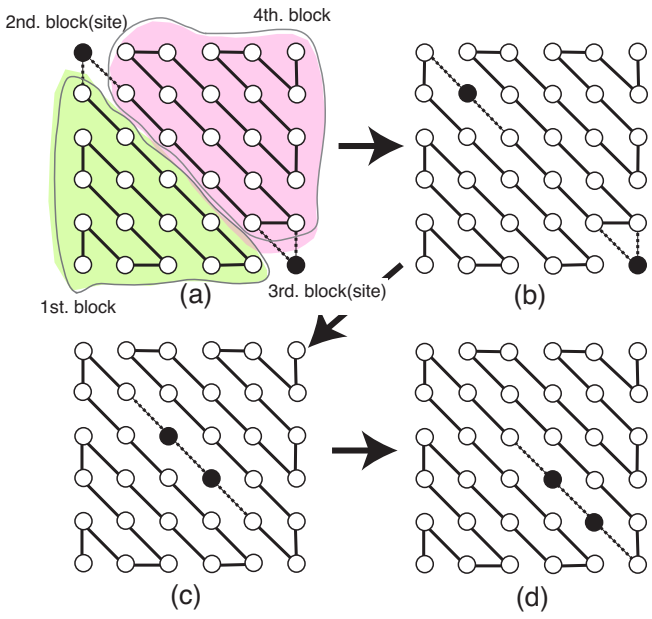 2nd. block(site)
4th. block
1st. block
(a)
3rd. block(site)
(b)
(c)
(d)